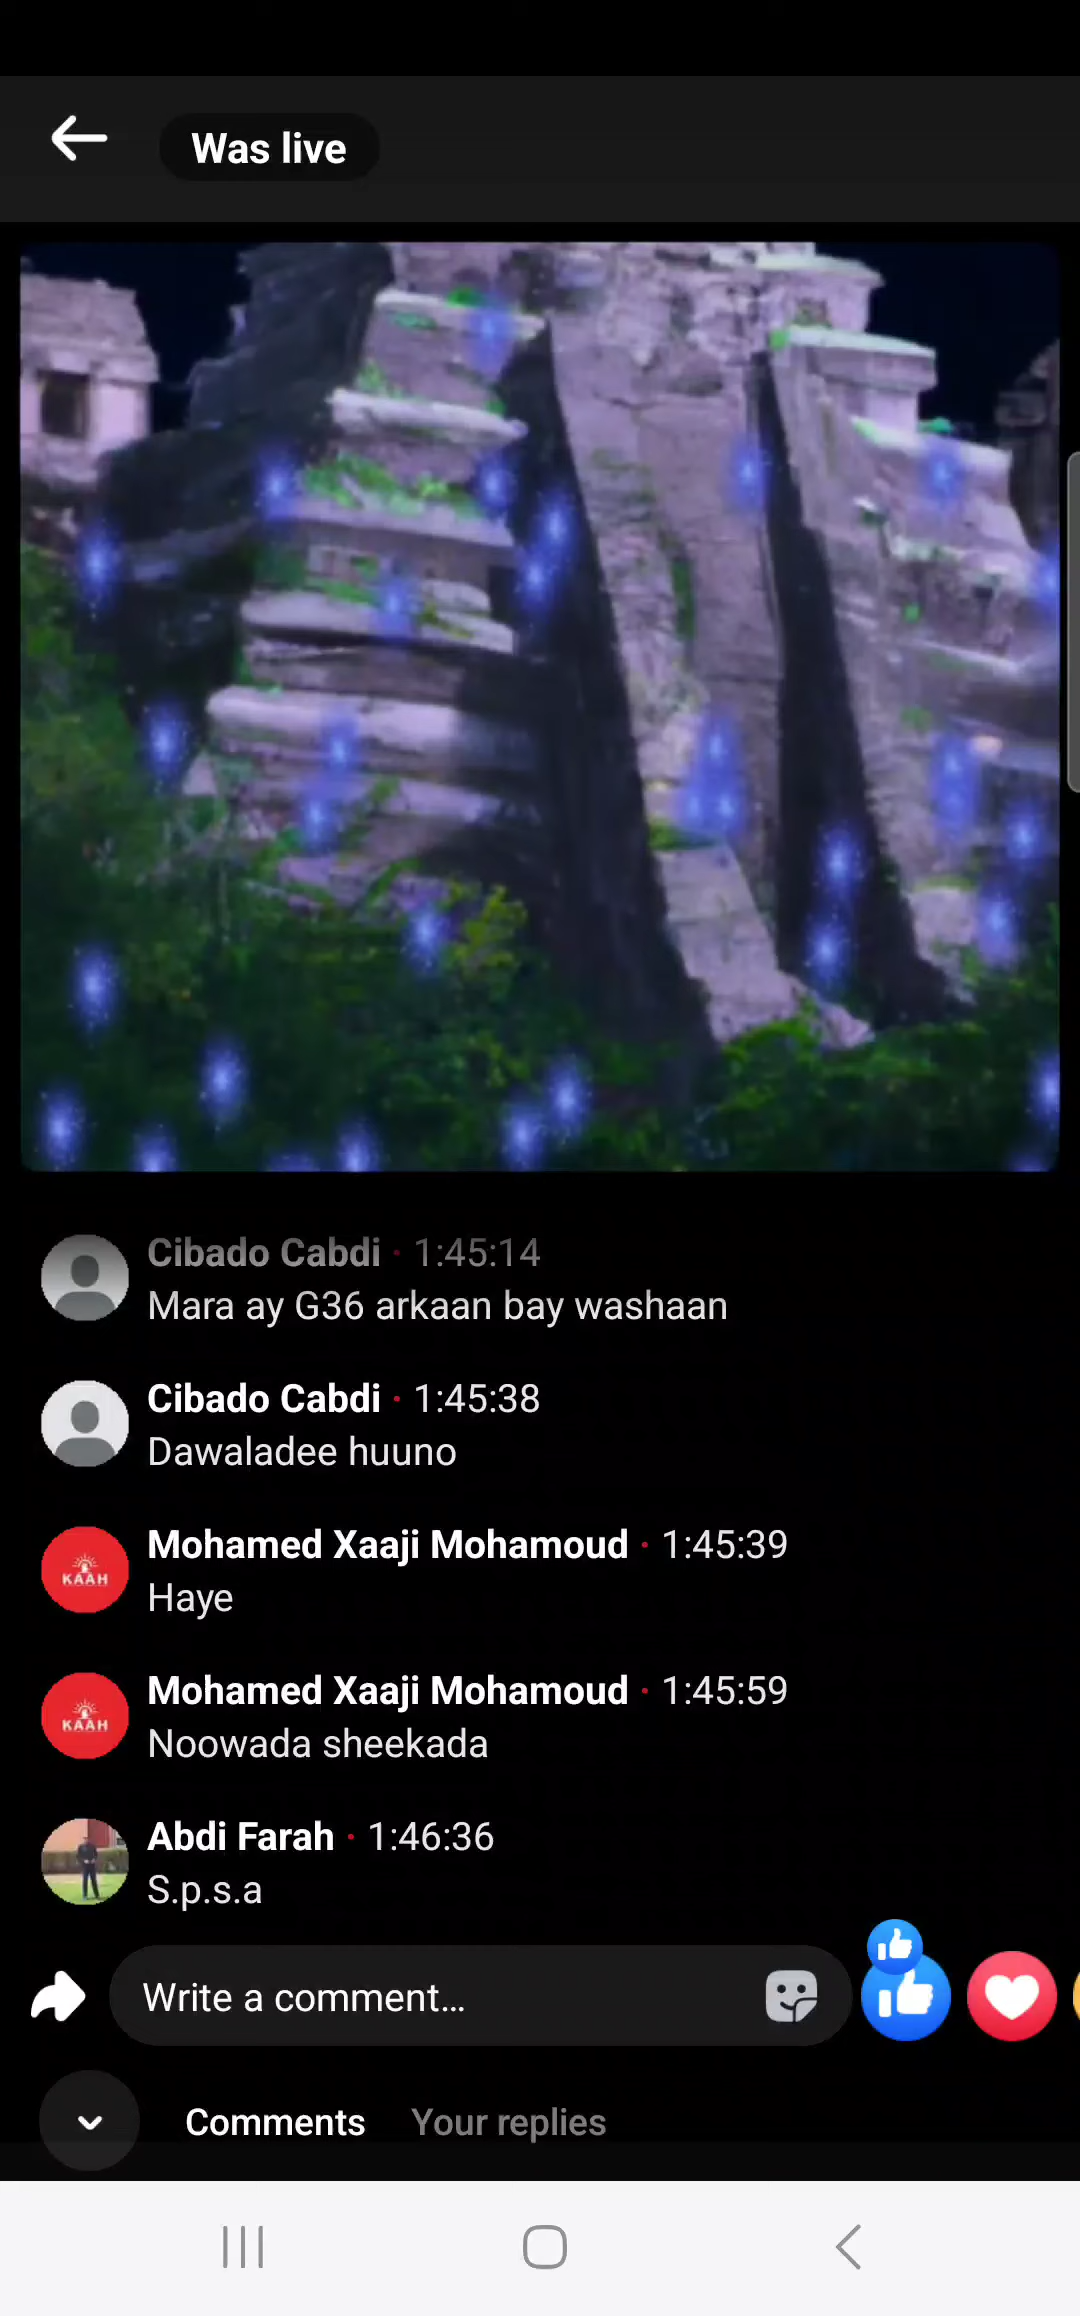 Was live
Cibado Cabdi · 1:45:14
Mara ay G36 arkaan bay washaan
Cibado Cabdi · 1:45:38
Dawaladee huuno
KAAH
Mohamed Xaaji Mohamoud · 1:45:39
Haye
KAAH
Mohamed Xaaji Mohamoud · 1:45:59
Noowada sheekada
Abdi Farah · 1:46:36
S.p.s.a
Write a comment...
Comments Your replies